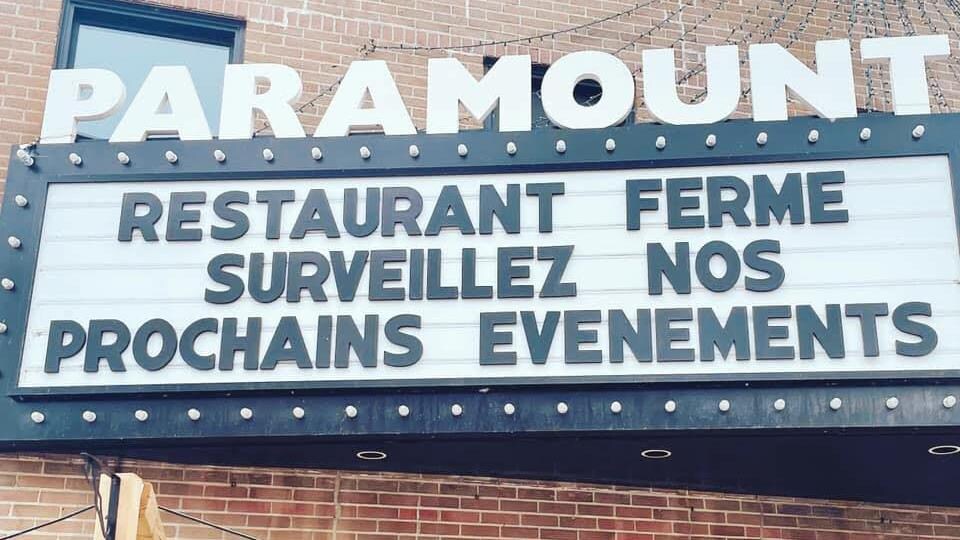 PARAMOUNT
RESTAURANT FERME
SURVEILLEZ NOS
PROCHAINS EVENEMENTS